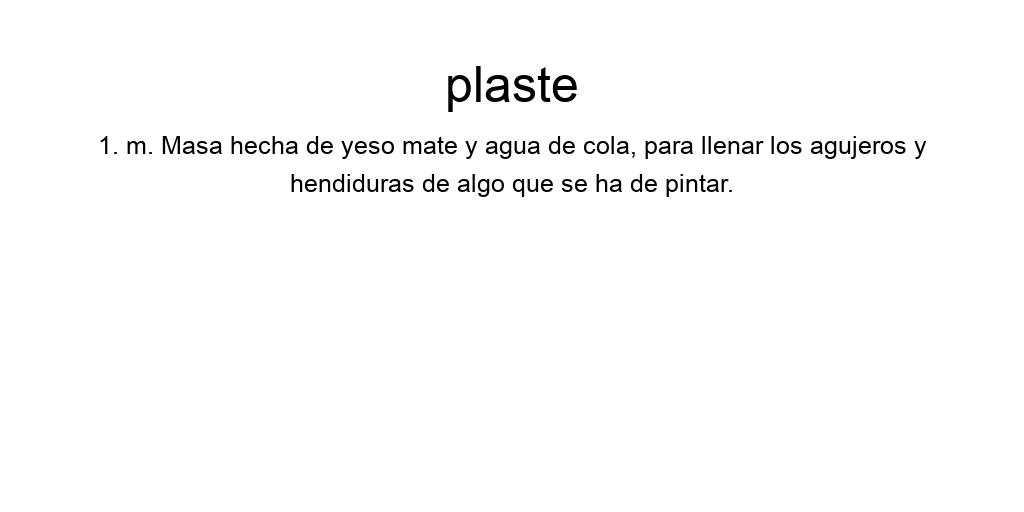 plaste
1. m. Masa hecha de yeso mate y agua de cola, para llenar los agujeros y
hendiduras de algo que se ha de pintar.